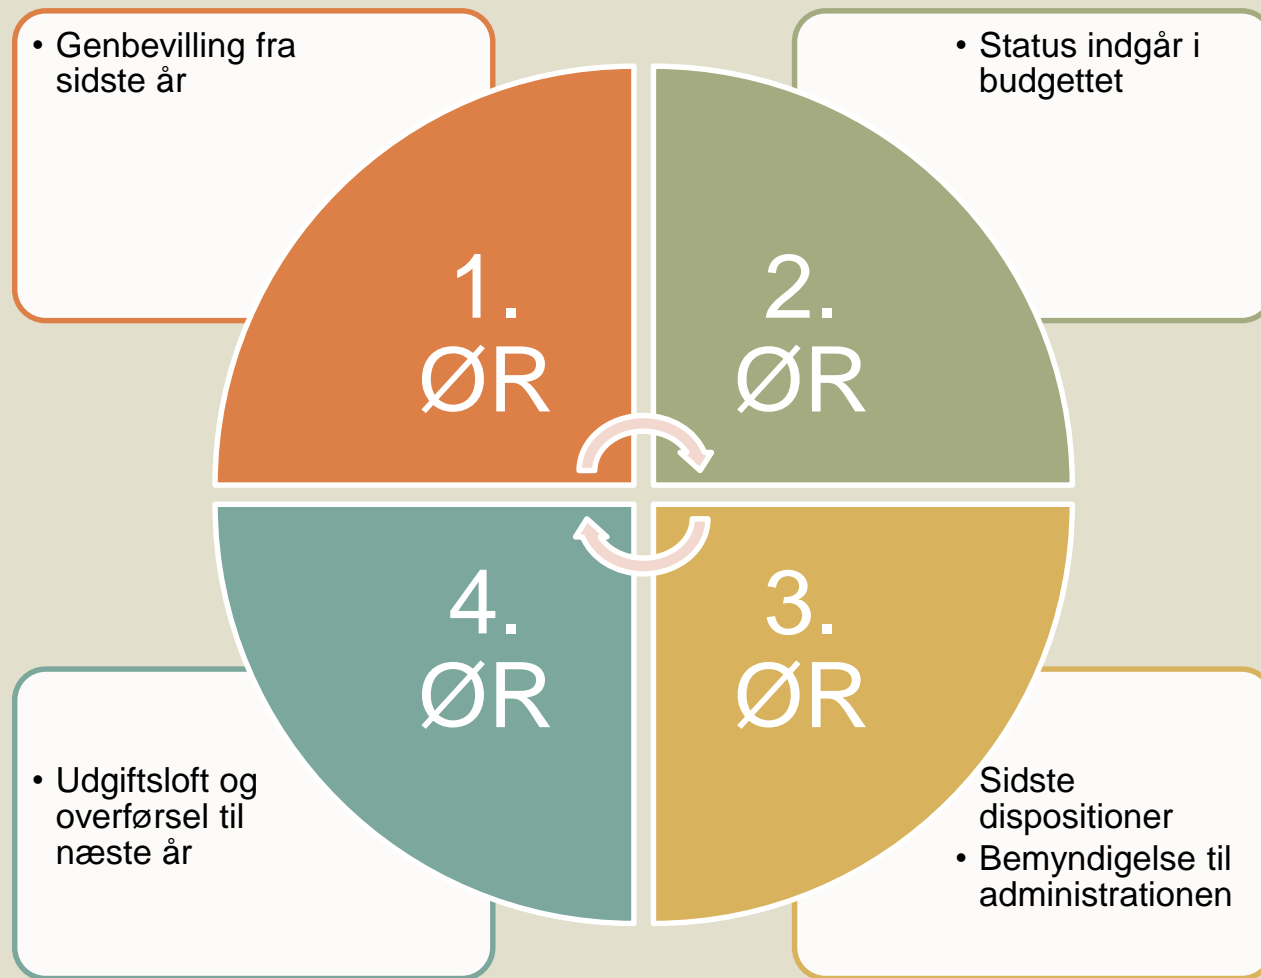 • Genbevilling fra
sidste år
• Status indgår i
budgettet
1.
ØR
2.
ØR
4.
ØR
3.
ØR
• Udgiftsloft og
overførsel til
næste år
Sidste
dispositioner
• Bemyndigelse til
administrationen